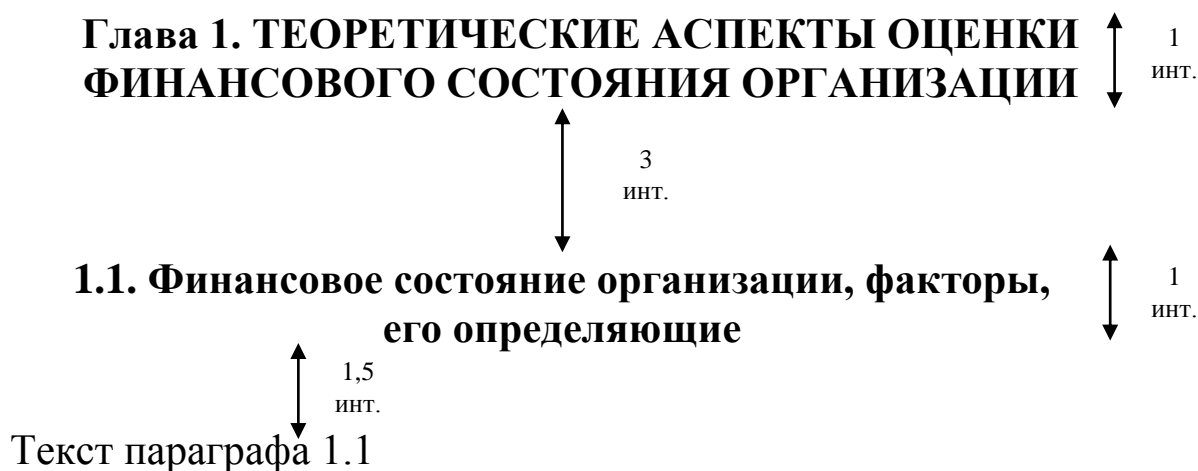 Глава 1. ТЕОРЕТИЧЕСКИЕ АСПЕКТЫ ОЦЕНКИ
ФИНАНСОВОГО СОСТОЯНИЯ ОРГАНИЗАЦИИ
1
инт.
3
инт.
1.1. Финансовое состояние организации, факторы,
его определяющие
1
инт.
1,5
инт.
Текст параграфа 1.1